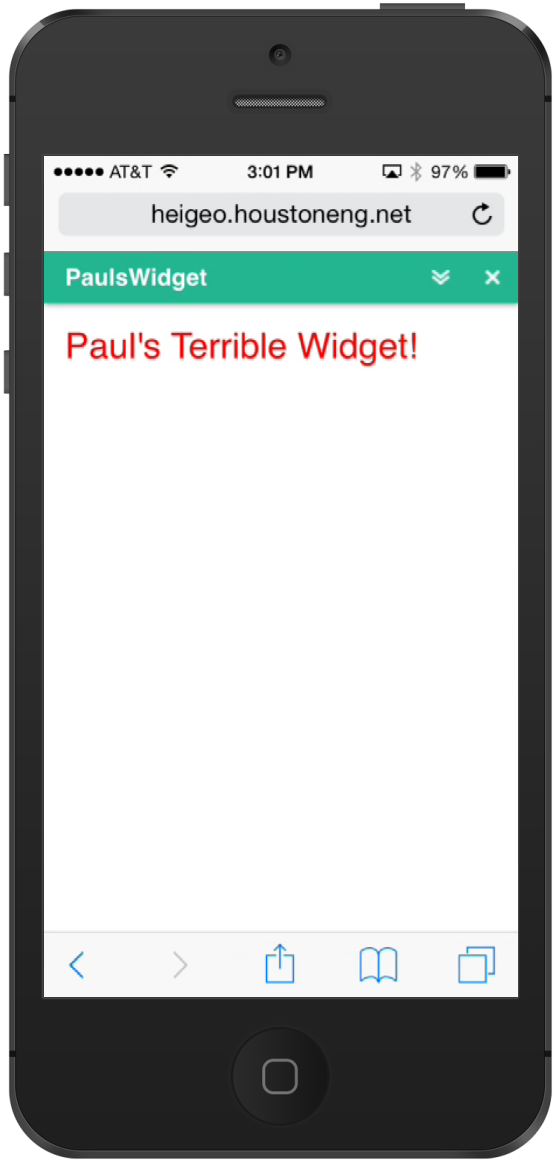 AT&T 3:01 PM 97%
heigeo.houstoneng.net
PaulsWidget
Paul's Terrible Widget!